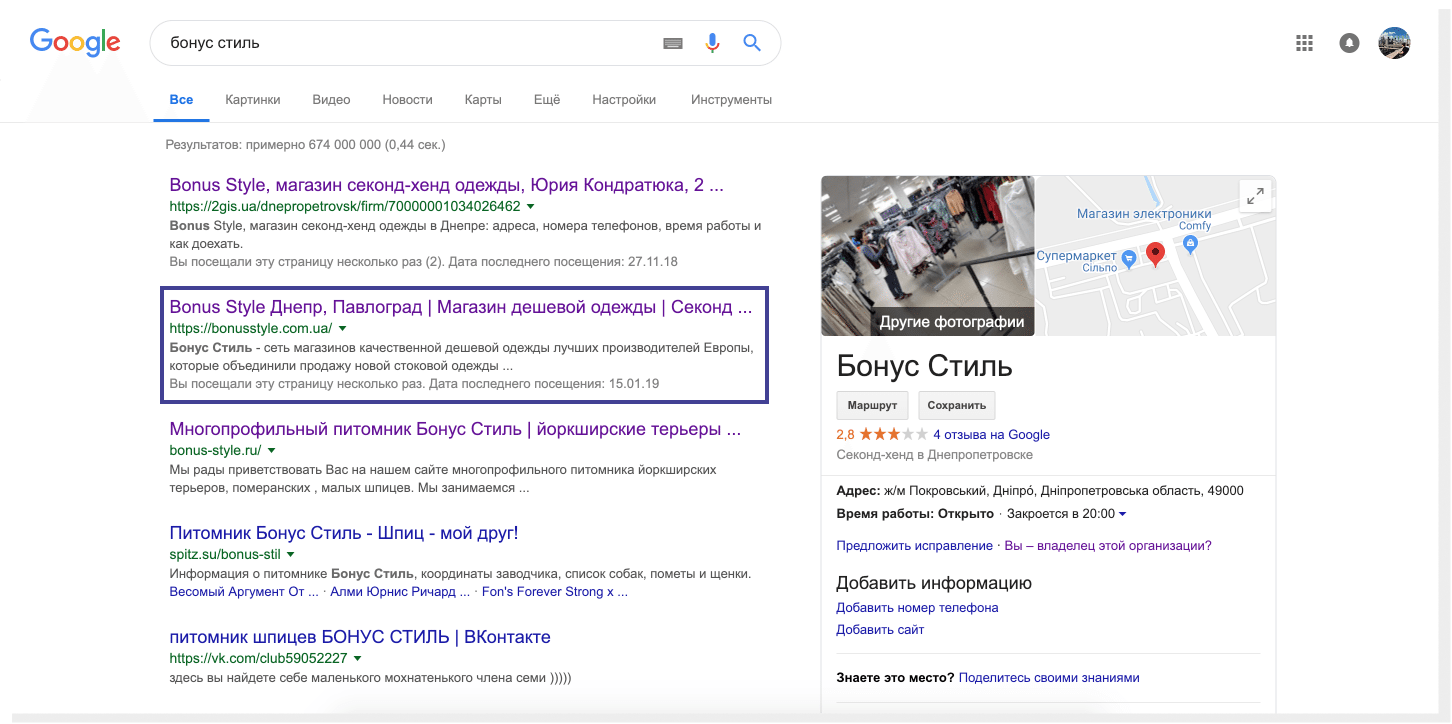 Google
бонус стиль
Все Картинки Видео Новости Карты Ещё Настройки Инструменты
Результатов: примерно 674 000 000 (0,44 сек.)
Bonus Style, магазин секонд-хенд одежды, Юрия Кондратюка, 2 ...
https://2gis.ua/dnepropetrovsk/firm/70000001034026462
Bonus Style, магазин секонд-хенд одежды в Днепре: адреса, номера телефонов, время работы и
как доехать.
Вы посещали эту страницу несколько раз (2). Дата последнего посещения: 27.11.18
Bonus Style Днепр, Павлоград | Магазин дешевой одежды | Секонд ...
https://bonusstyle.com.ua/
Бонус Стиль - сеть магазинов качественной дешевой одежды лучших производителей Европы,
которые объединили продажу новой стоковой одежды ...
Вы посещали эту страницу несколько раз. Дата последнего посещения: 15.01.19
Многопрофильный питомник Бонус Стиль | йоркширские терьеры ...
bonus-style.ru/
Мы рады приветствовать Вас на нашем сайте многопрофильного питомника йоркширских
терьеров, померанских , малых шпицев. Мы занимаемся ...
Питомник Бонус Стиль - Шпиц - мой друг!
spitz.su/bonus-stil
Информация о питомнике Бонус Стиль, координаты заводчика, список собак, пометы и щенки.
Весомый Аргумент От ... · Алми Юрнис Ричард ... · Fon's Forever Strong x ...
питомник шпицев БОНУС СТИЛЬ | ВКонтакте
https://vk.com/club59052227
здесь вы найдете себе маленького мохнатенького члена семи )))))
Магазин электроники
Comfy
Супермаркет
Сільпо
Другие фотографии
Бонус Стиль
Маршрут Сохранить
2,8 4 отзыва на Google
Секонд-хенд в Днепропетровске
Адрес: ж/м Покровський, Дніпро́, Дніпропетровська область, 49000
Время работы: Открыто · Закроется в 20:00
Предложить исправление · Вы – владелец этой организации?
Добавить информацию
Добавить номер телефона
Добавить сайт
Знаете это место? Поделитесь своими знаниями